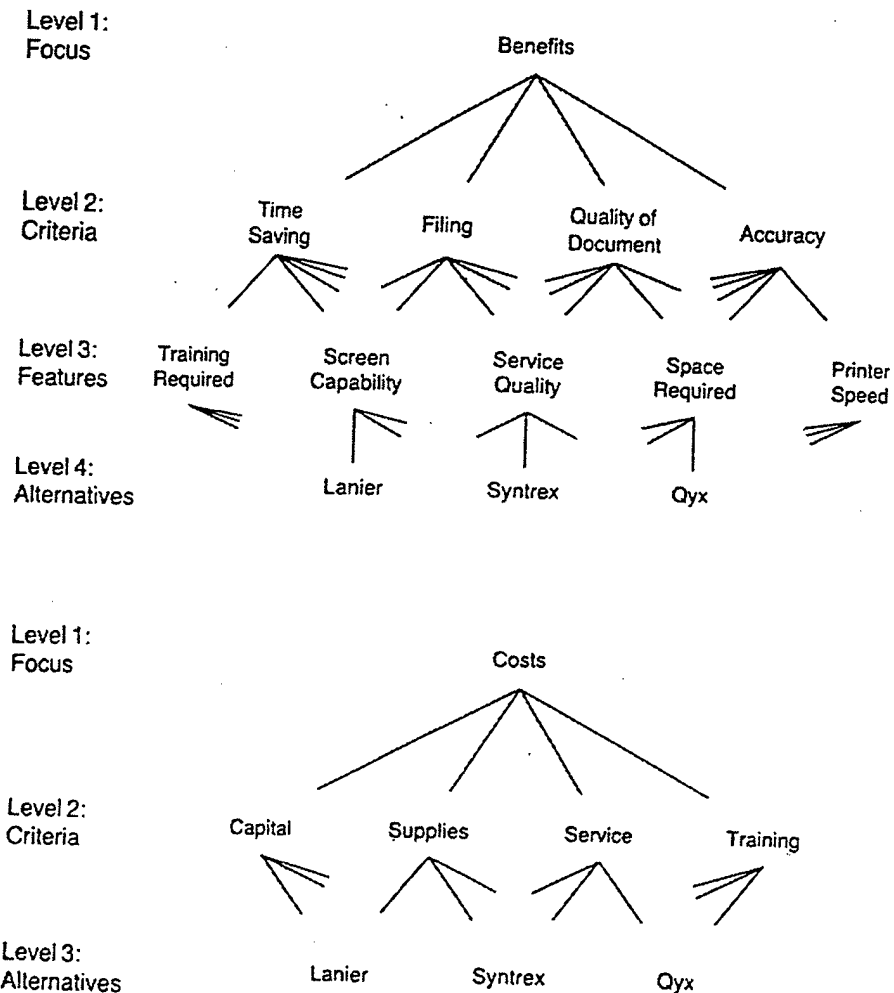 Level 1:
Focus
Benefits
Level 2:
Criteria
Time
Saving
Filing
Quality of
Document
Accuracy
Level 3:
Features
Training
Required
Screen
Capability
Service
Quality
Space
Required
Printer
Speed
Level 4:
Alternatives
Lanier
Syntrex
Qyx
Level 1:
Focus
Costs
Level 2:
Criteria
Capital
Supplies
Service
Training
Level 3:
Alternatives
Lanier
Syntrex
Qyx